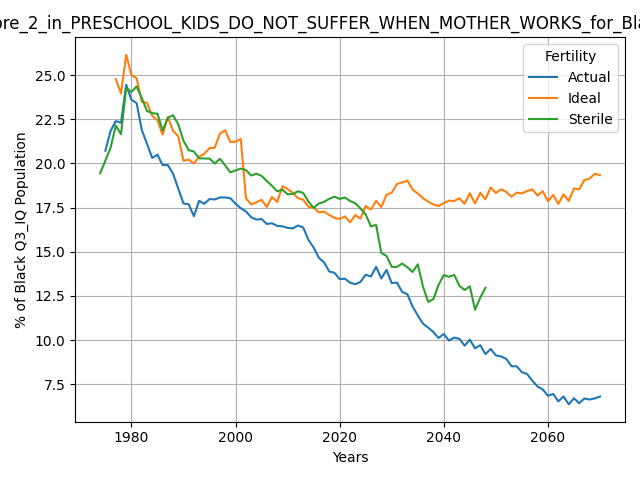 ore_2_in_PRESCHOOL_KIDS_DO_NOT_SUFFER_WHEN_MOTHER_WORKS_for_Bla
Fertility
Actual
Ideal
Sterile
% of Black Q3_IQ Population
25.0
22.5
20.0
17.5
15.0
12.5
10.0
7.5
1980
2000
2020
2040
2060
Years